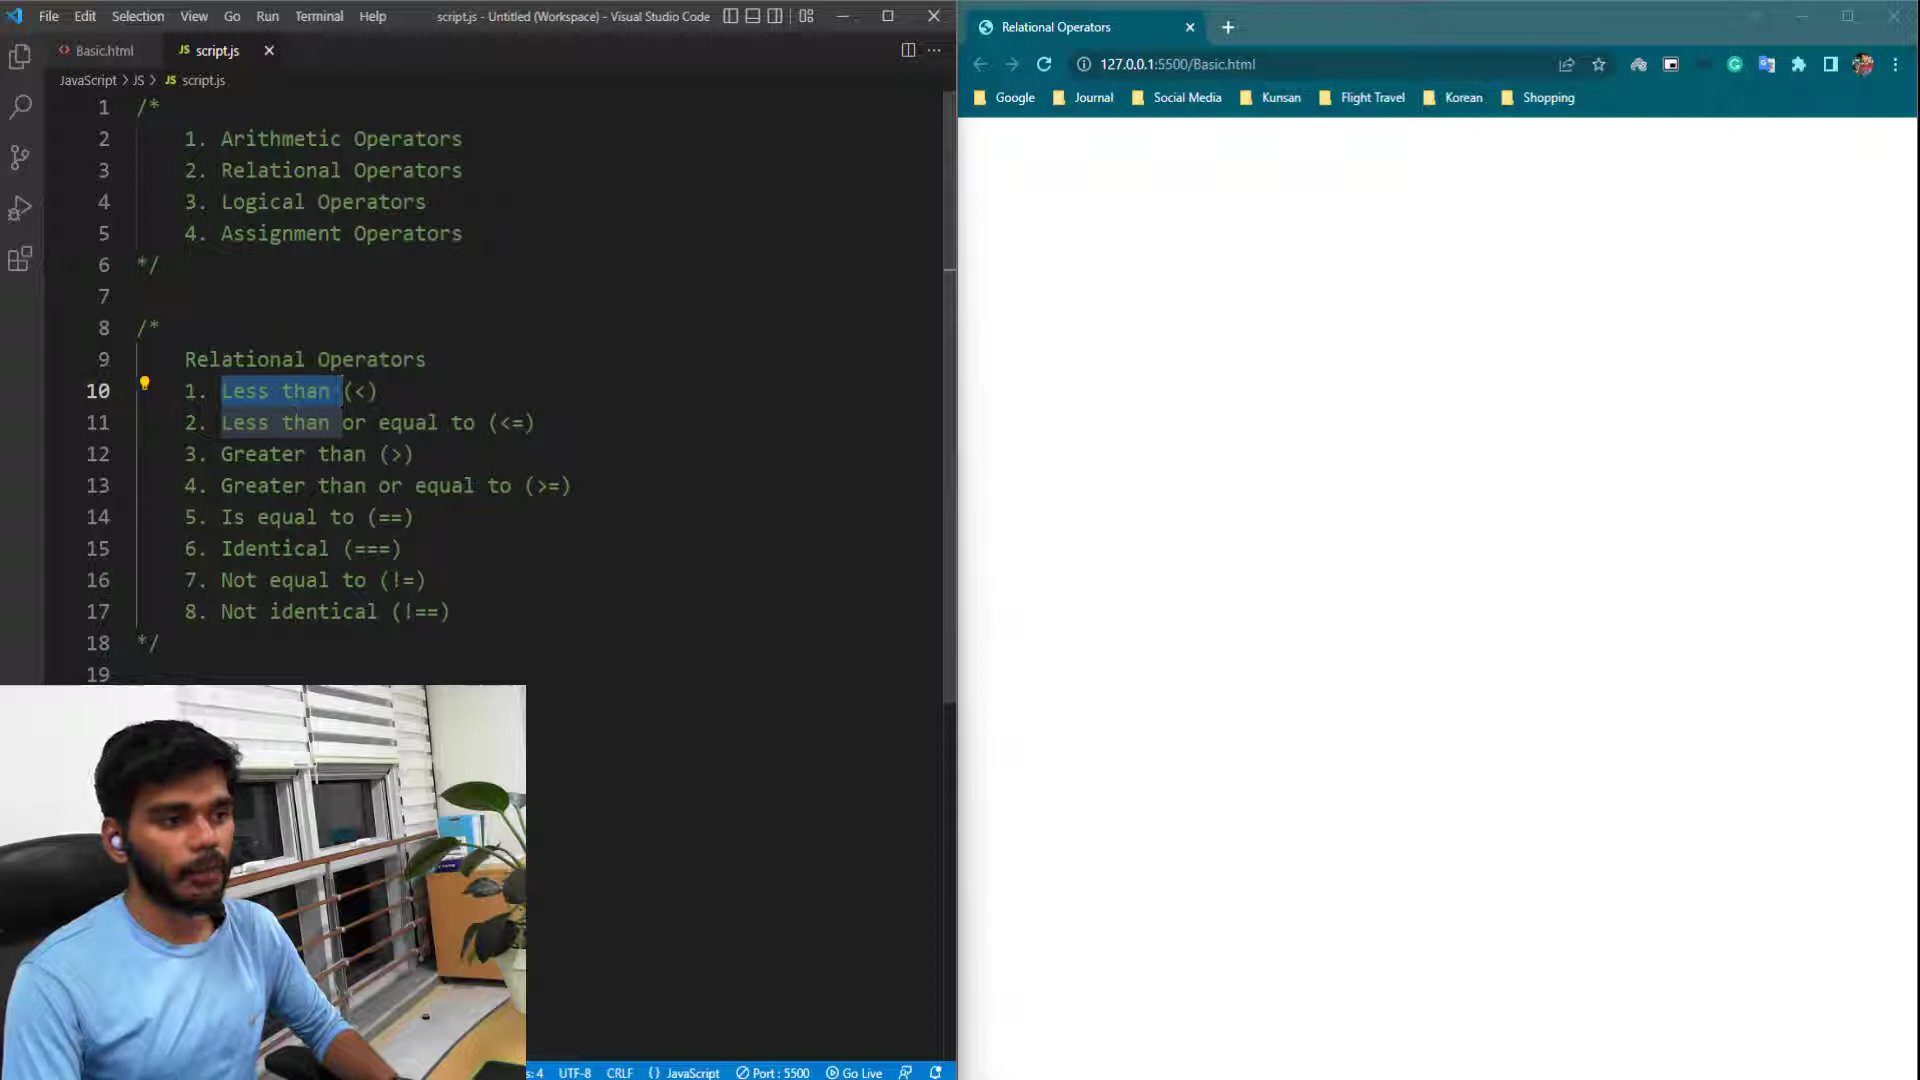 File Edit Selection View Go Run Terminal Help script.js - Untitled (Workspace) - Visual Studio Code
Basic.html JS script.js
JavaScript > JS > JS script.js
1 /*
2 1. Arithmetic Operators
3 2. Relational Operators
4 3. Logical Operators
5 4. Assignment Operators
6 */
7
8 /*
9 Relational Operators
10 1. Less than (<)
11 2. Less than or equal to (<=)
12 3. Greater than (>)
13 4. Greater than or equal to (>=)
14 5. Is equal to (==)
15 6. Identical (===)
16 7. Not equal to (!=)
17 8. Not identical (!==)
18 */
19
s: 4 UTF-8 CRLF {} JavaScript Port : 5500 Go Live
Relational Operators
127.0.0.1:5500/Basic.html
Google Journal Social Media Kunsan Flight Travel Korean Shopping